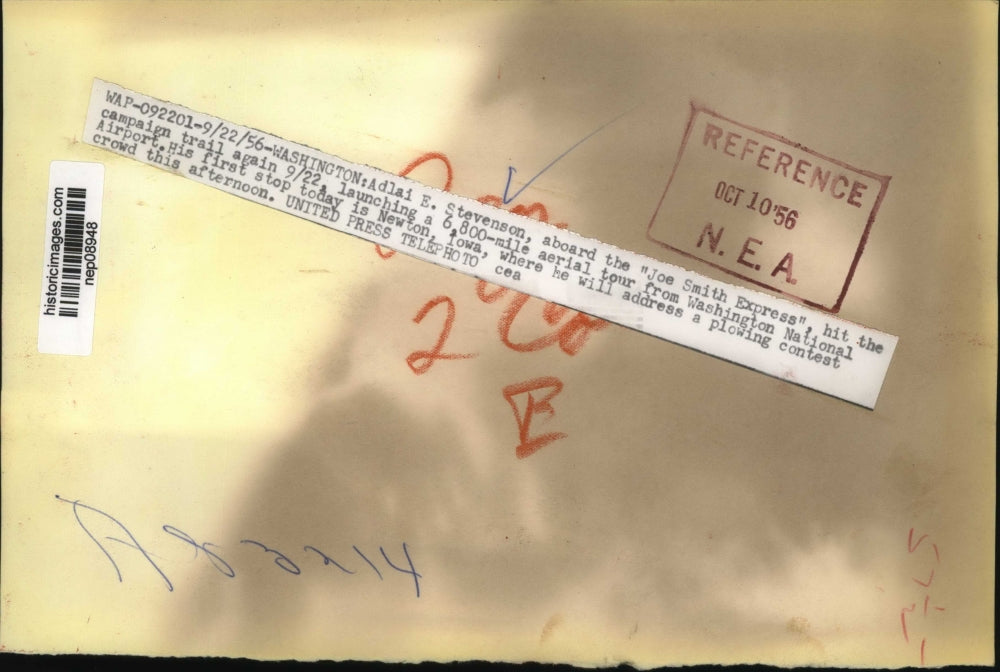 WAP-092201-9/22/56-WASHINGTON:Adlai E. Stevenson, aboard the "Joe Smith Express", hit the
campaign trail again 9/22, launching a 6,800-mile aerial tour from Washington National
Airport.His first stop today is Newton, Iowa, where he will address a plowing contest
crowd this afternoon. UNITED PRESS TELEPHOTO cea
REFERENCE
OCT 10'56
N.E.A.
historicimages.com
nep08948
2 Co
E